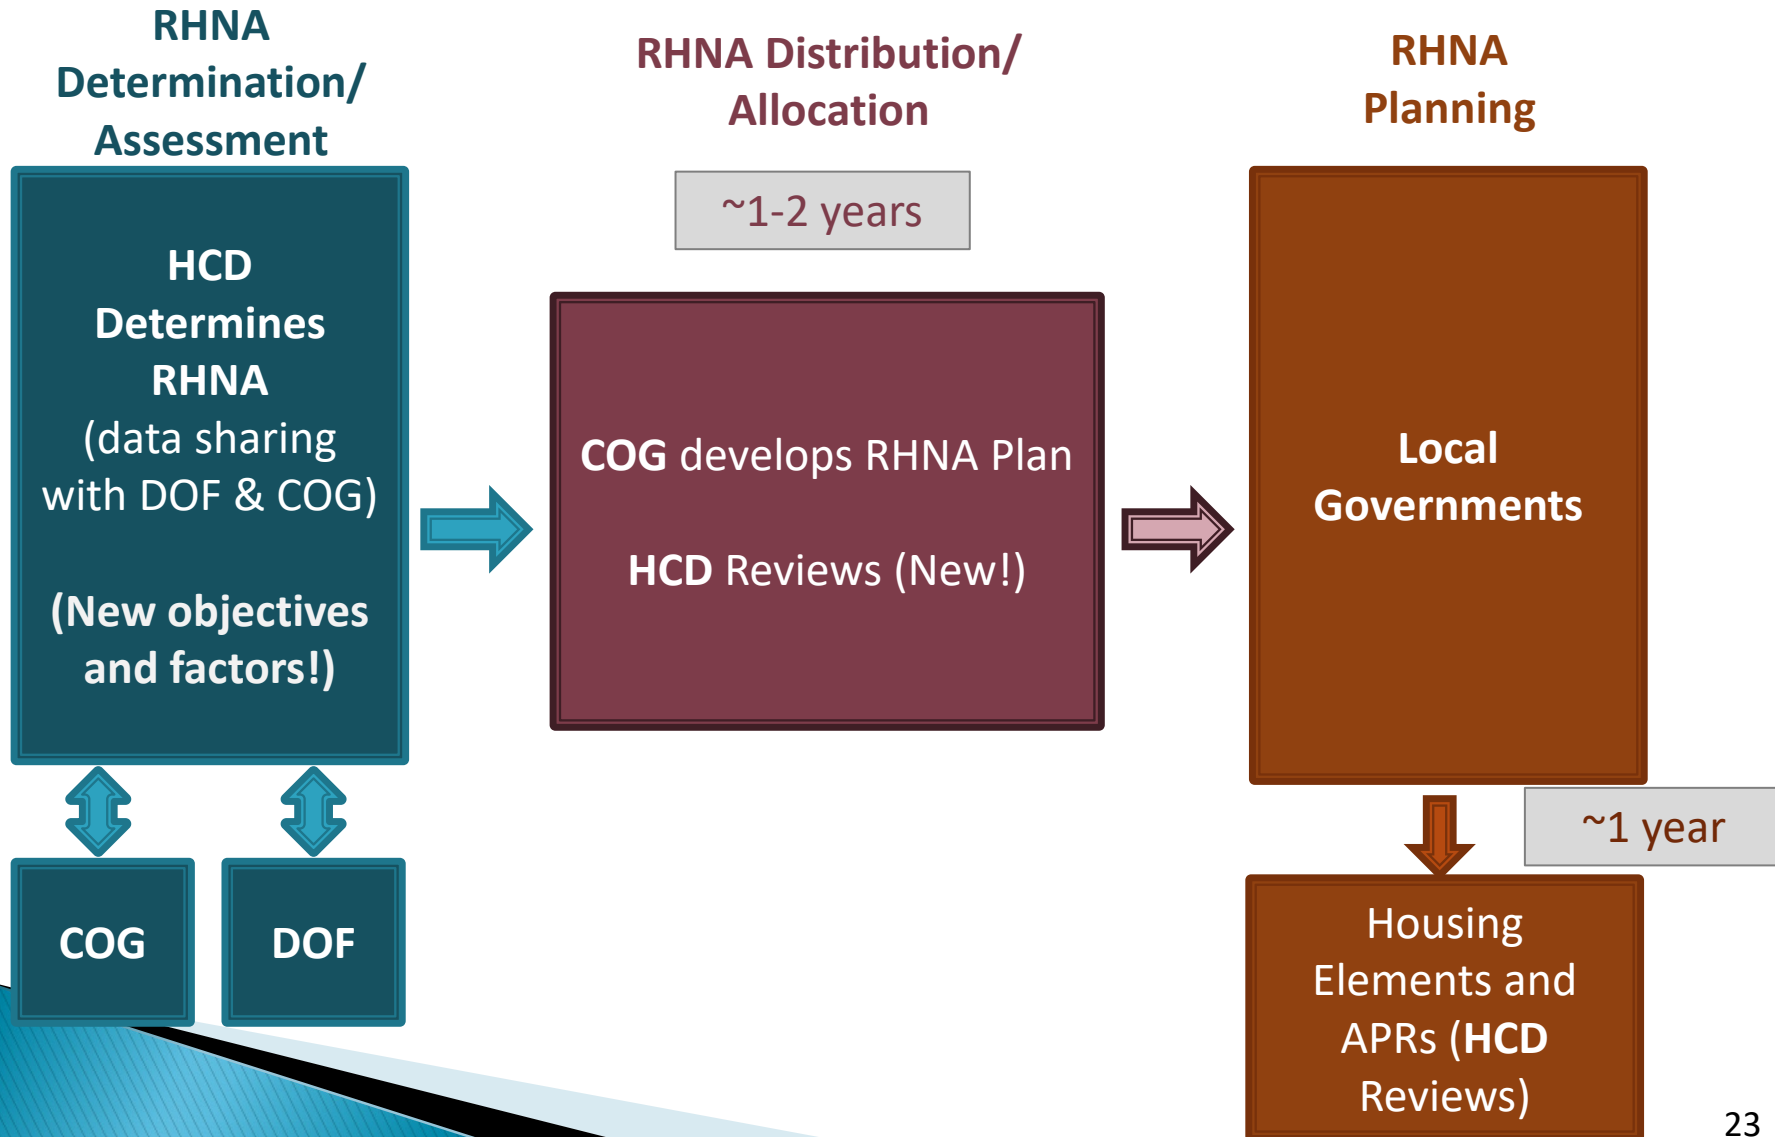 RHNA
Determination/
Assessment
HCD
Determines
RHNA
(data sharing
with DOF & COG)
(New objectives
and factors!)
COG
DOF
RHNA Distribution/
Allocation
~1-2 years
COG develops RHNA Plan
HCD Reviews (New!)
RHNA
Planning
Local
Governments
~1 year
Housing
Elements and
APRs (HCD
Reviews)
23